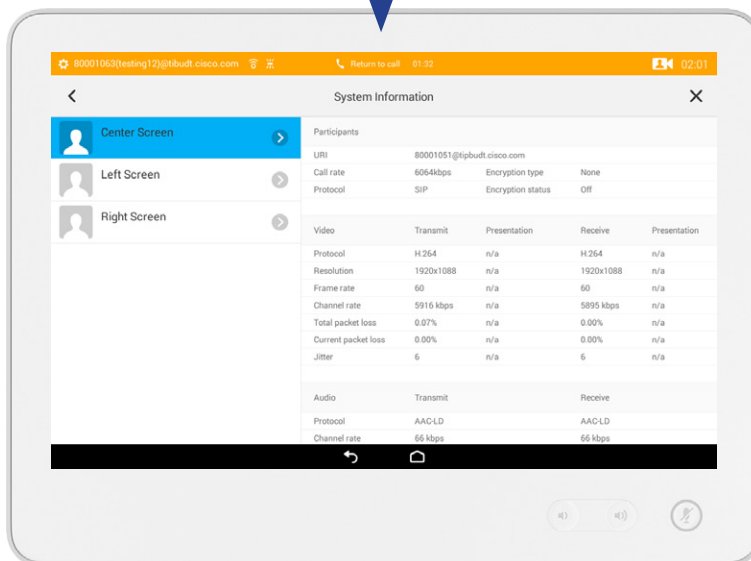 80001063(testing12)@tibudt.cisco.com Return to call 01:32 02:01
System Information
Center Screen
Left Screen
Right Screen
Participants
URI 80001051@tipbudt.cisco.com
Call rate 6064kbps Encryption type None
Protocol SIP Encryption status Off
Video Transmit Presentation Receive Presentation
Protocol H.264 n/a H.264 n/a
Resolution 1920x1088 n/a 1920x1088 n/a
Frame rate 60 n/a 60 n/a
Channel rate 5916 kbps n/a 5895 kbps n/a
Total packet loss 0.07% n/a 0.00% n/a
Current packet loss 0.00% n/a 0.00% n/a
Jitter 6 n/a 6 n/a
Audio Transmit Receive
Protocol AAC-LD AAC-LD
Channel rate 66 kbps 66 kbps